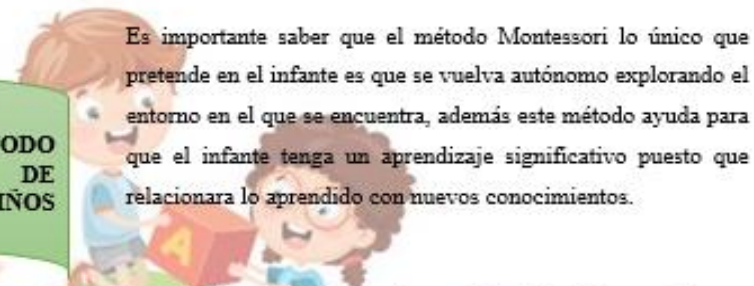 Es importante saber que el método Montessori lo único que
pretende en el infante es que se vuelva autónomo explorando el
entorno en el que se encuentra, además este método ayuda para
que el infante tenga un aprendizaje significativo puesto que
relacionara lo aprendido con nuevos conocimientos.
ODO
DE
IÑOS
A